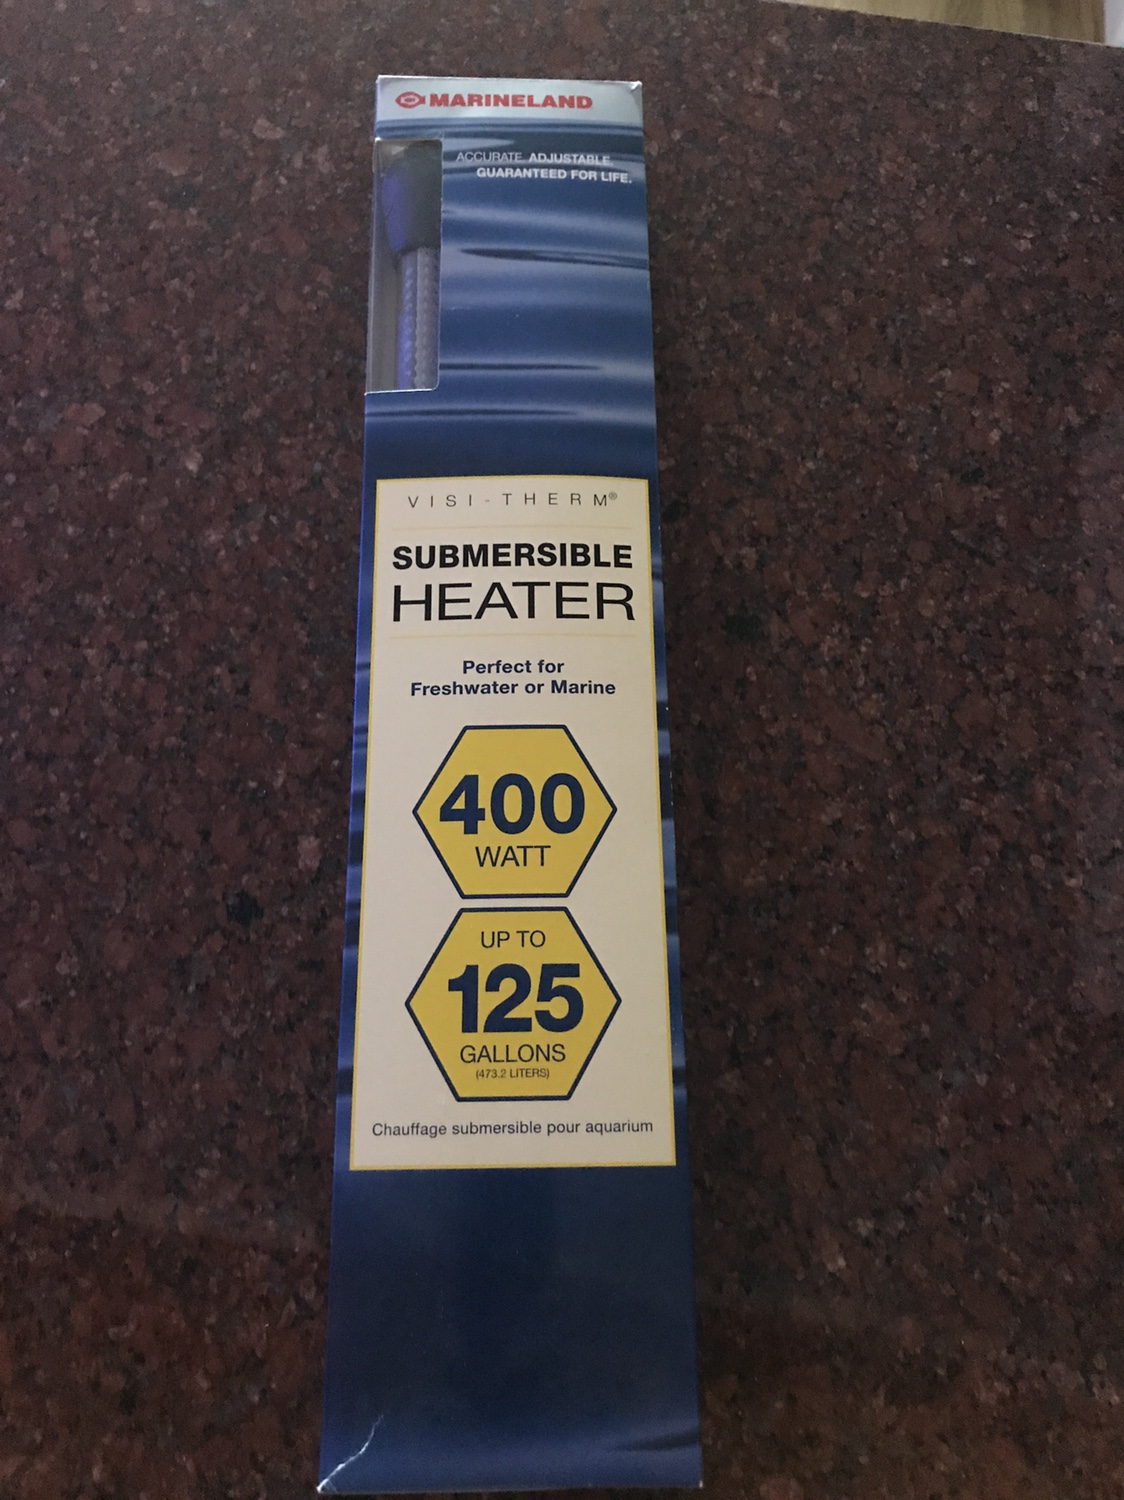 MARINELAND
ACCURATE. ADJUSTABLE.
GUARANTEED FOR LIFE.
VISI-THERM®
SUBMERSIBLE
HEATER
Perfect for
Freshwater or Marine
400
WATT
UP TO
125
GALLONS
(473.2 LITERS)
Chauffage submersible pour aquarium